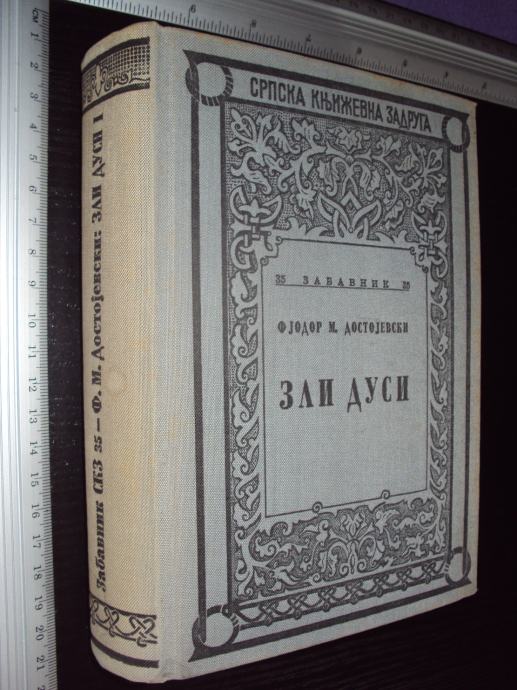 СРПСКА КЊИЖЕВНА ЗАДРУГА
35 ЗАБАВНИК 35
ФЈОДОР М. ДОСТОЈЕВСКИ
ЗЛИ ДУСИ
Забавник СКЗ 35 — Ф. М. Достојевски: ЗЛИ ДУСИ I